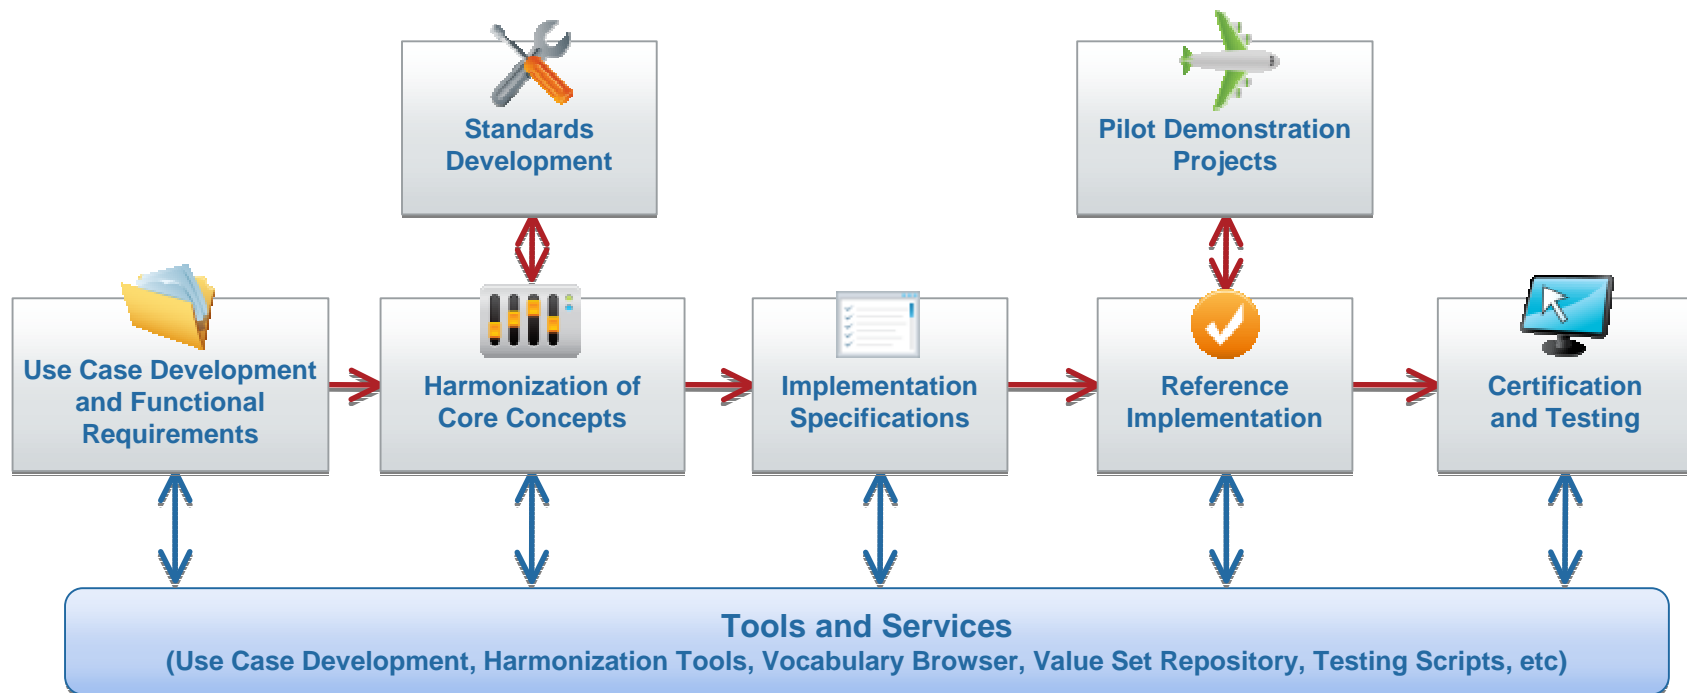 Standards
Development
Pilot Demonstration
Projects
Use Case Development
and Functional
Requirements
Harmonization of
Core Concepts
Implementation
Specifications
Reference
Implementation
Certification
and Testing
Tools and Services
(Use Case Development, Harmonization Tools, Vocabulary Browser, Value Set Repository, Testing Scripts, etc)